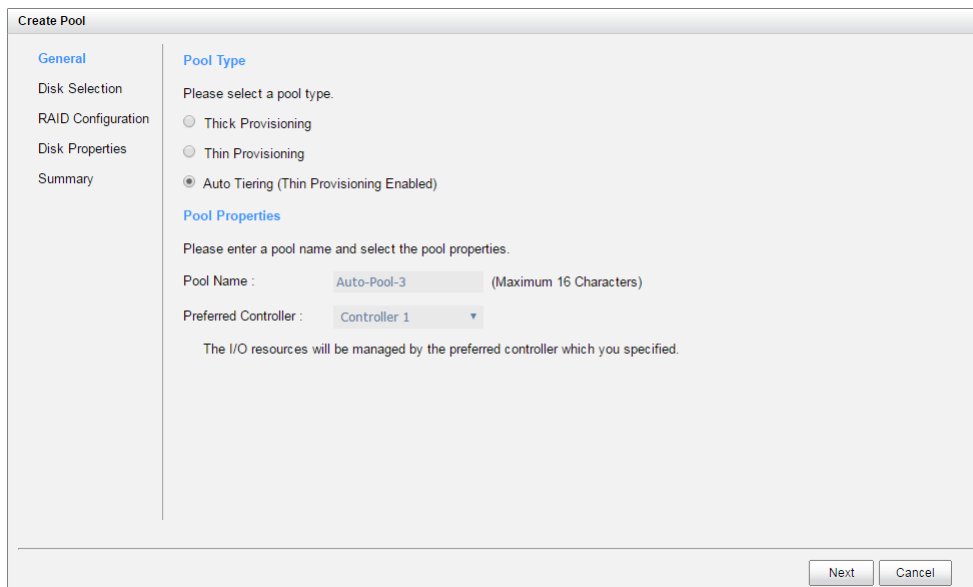 Create Pool
General
Disk Selection
RAID Configuration
Disk Properties
Summary
Pool Type
Please select a pool type.
Thick Provisioning
Thin Provisioning
Auto Tiering (Thin Provisioning Enabled)
Pool Properties
Please enter a pool name and select the pool properties.
Pool Name : Auto-Pool-3 (Maximum 16 Characters)
Preferred Controller : Controller 1
The I/O resources will be managed by the preferred controller which you specified.
Next Cancel